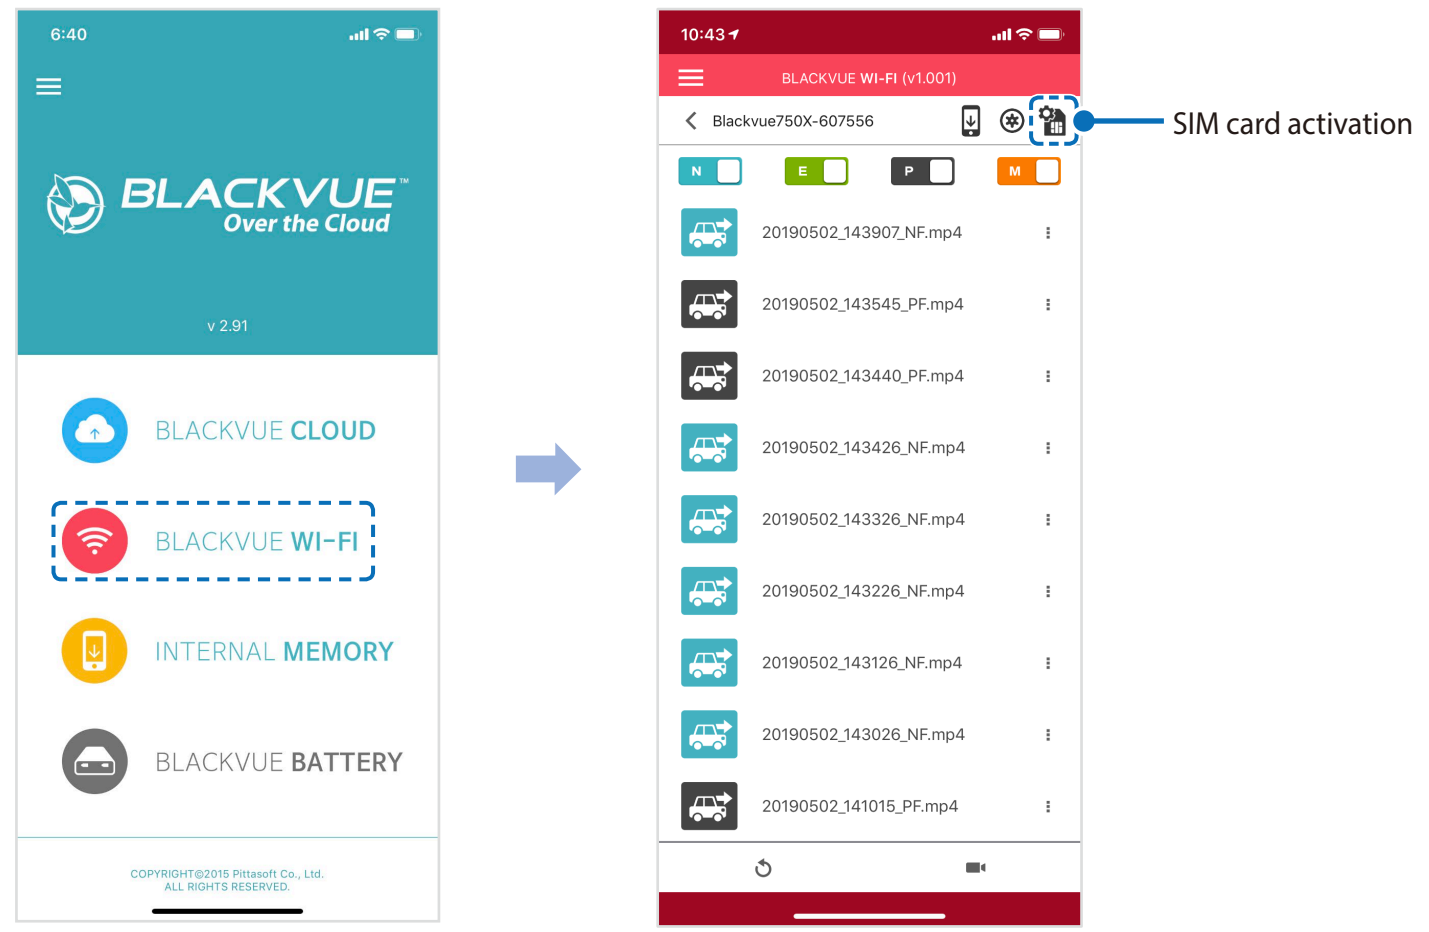 6:40
BLACKVUE™
Over the Cloud
v 2.91
BLACKVUE CLOUD
BLACKVUE WI-FI
INTERNAL MEMORY
BLACKVUE BATTERY
COPYRIGHT©2015 Pittasoft Co., Ltd.
ALL RIGHTS RESERVED.
10:43
BLACKVUE WI-FI (v1.001)
Blackvue750X-607556
SIM card activation
N E P M
20190502_143907_NF.mp4
20190502_143545_PF.mp4
20190502_143440_PF.mp4
20190502_143426_NF.mp4
20190502_143326_NF.mp4
20190502_143226_NF.mp4
20190502_143126_NF.mp4
20190502_143026_NF.mp4
20190502_141015_PF.mp4